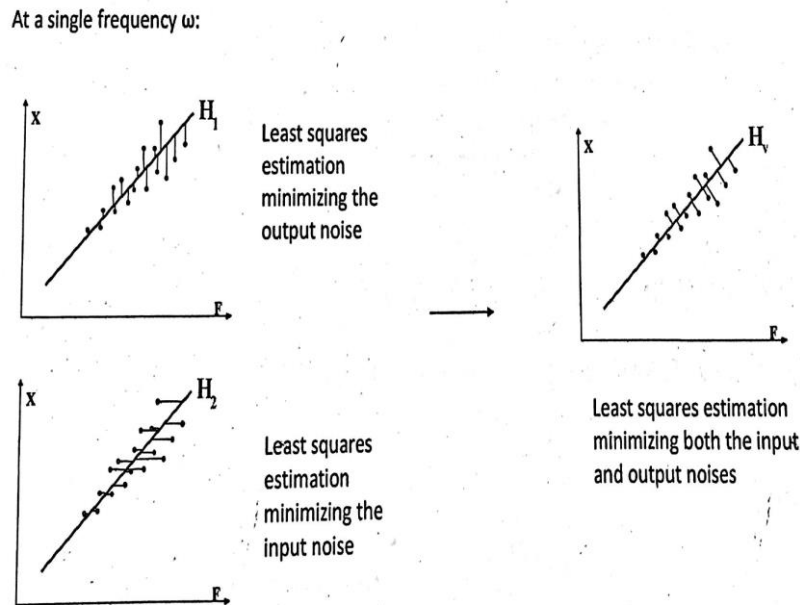 At a single frequency ω:
X
H1
F
Least squares
estimation
minimizing the
output noise
X
H2
F
Least squares
estimation
minimizing the
input noise
X
Hv
F
Least squares estimation
minimizing both the input
and output noises